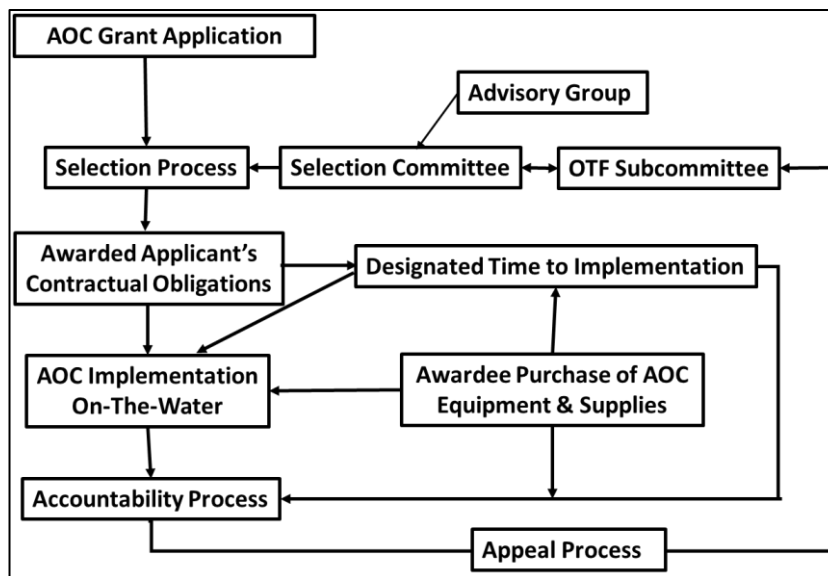 AOC Grant Application
Advisory Group
Selection Process
Selection Committee
OTF Subcommittee
Awarded Applicant's
Contractual Obligations
Designated Time to Implementation
AOC Implementation
On-The-Water
Awardee Purchase of AOC
Equipment & Supplies
Accountability Process
Appeal Process